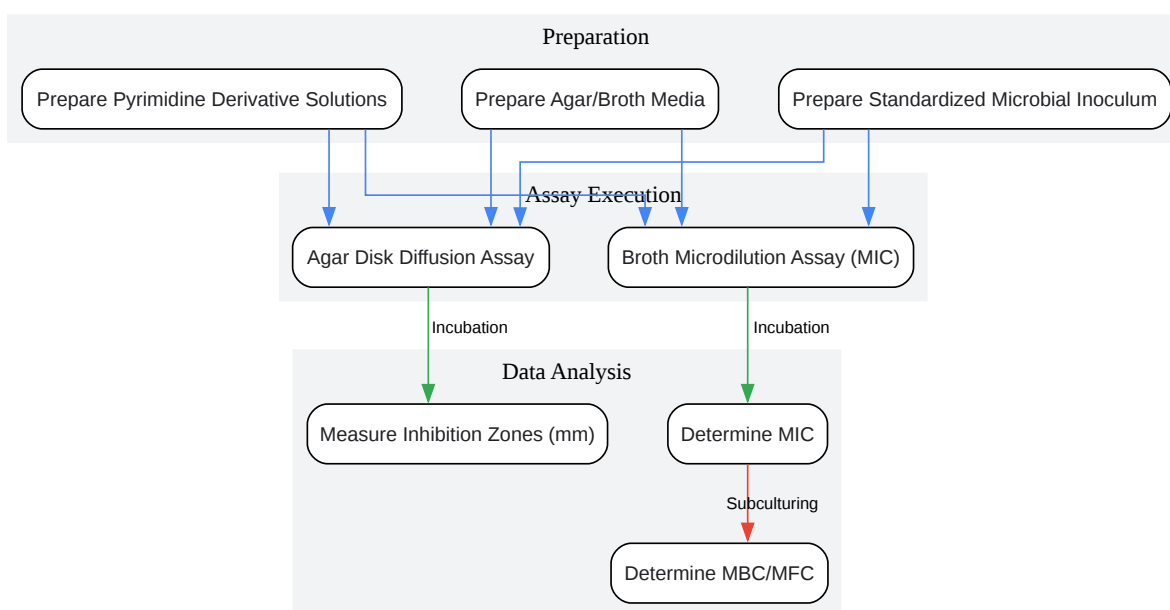 Preparation
Prepare Pyrimidine Derivative Solutions
Prepare Agar/Broth Media
Prepare Standardized Microbial Inoculum
Assay Execution
Agar Disk Diffusion Assay
Broth Microdilution Assay (MIC)
Incubation
Incubation
Data Analysis
Measure Inhibition Zones (mm)
Determine MIC
Subculturing
Determine MBC/MFC